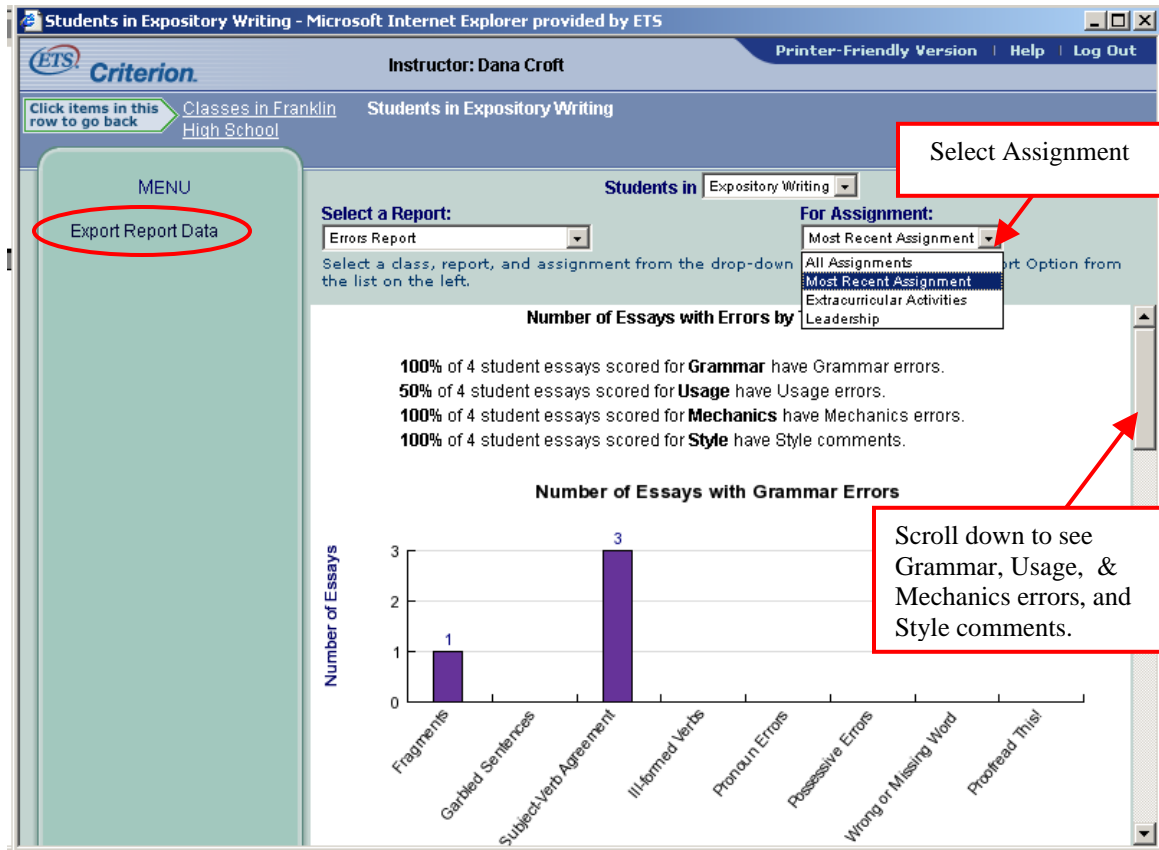 Students in Expository Writing - Microsoft Internet Explorer provided by ETS
ETS Criterion.
Instructor: Dana Croft
Printer-Friendly Version | Help | Log Out
Click items in this
row to go back
Classes in Franklin
High School
Students in Expository Writing
Select Assignment
MENU
Export Report Data
Students in Expository Writing
Select a Report:
For Assignment:
Errors Report
Most Recent Assignment
Select a class, report, and assignment from the drop-down
rt Option from
the list on the left.
All Assignments
Most Recent Assignment
Extracurricular Activities
Leadership
Number of Essays with Errors by
100% of 4 student essays scored for Grammar have Grammar errors.
50% of 4 student essays scored for Usage have Usage errors.
100% of 4 student essays scored for Mechanics have Mechanics errors.
100% of 4 student essays scored for Style have Style comments.
Number of Essays with Grammar Errors
Scroll down to see
Grammar, Usage, &
Mechanics errors, and
Style comments.
Number of Essays
3
2
1
0
1
3
Fragments
Garbled Sentences
Subject-Verb Agreement
Ill-formed Verbs
Pronoun Errors
Possessive Errors
Wrong or Missing Word
Proofread This!